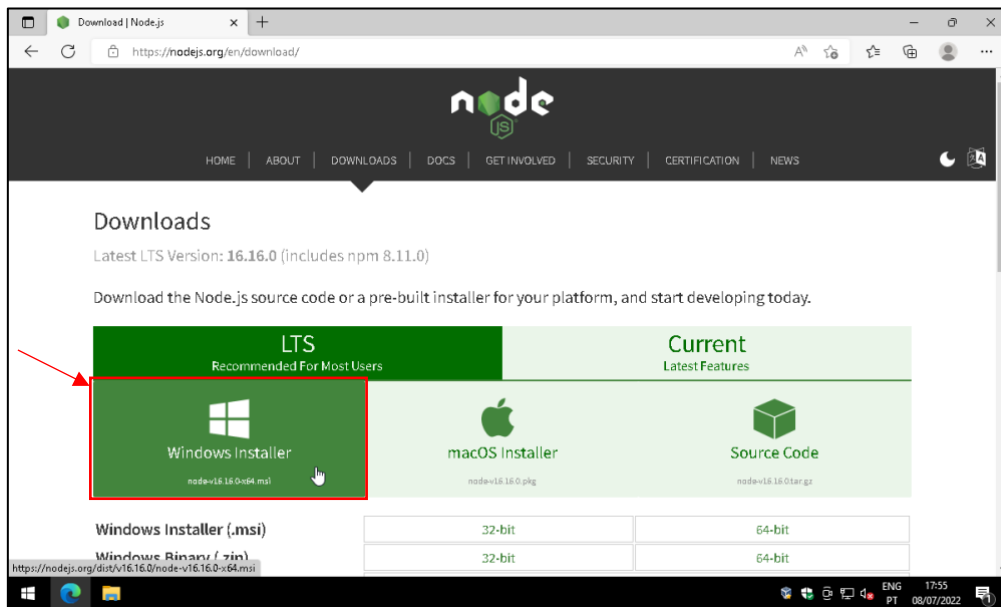 Download | Node.js
https://nodejs.org/en/download/
node
JS
HOME | ABOUT | DOWNLOADS | DOCS | GET INVOLVED | SECURITY | CERTIFICATION | NEWS
Downloads
Latest LTS Version: 16.16.0 (includes npm 8.11.0)
Download the Node.js source code or a pre-built installer for your platform, and start developing today.
LTS
Recommended For Most Users
Current
Latest Features
Windows Installer
node-v16.16.0-x64.msi
macOS Installer
node-v16.16.0.pkg
Source Code
node-v16.16.0.tar.gz
Windows Installer (.msi) 32-bit 64-bit
Windows Binary (.zip) 32-bit 64-bit
https://nodejs.org/dist/v16.16.0/node-v16.16.0-x64.msi
ENG 17:55
PT 08/07/2022